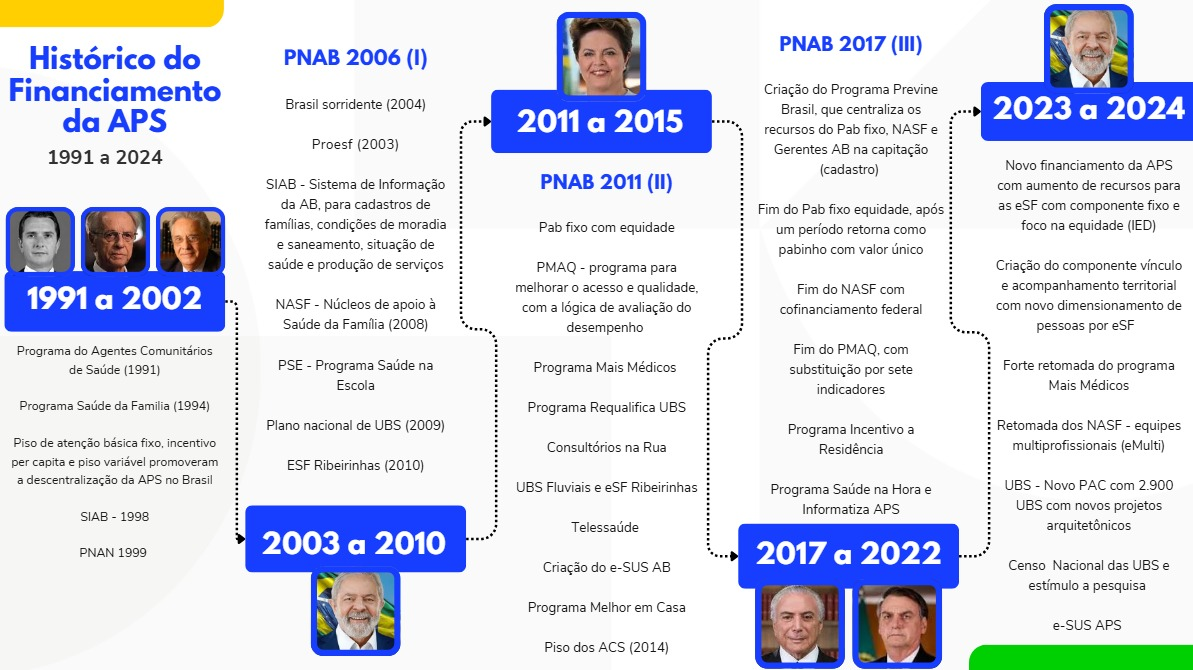 Histórico do
Financiamento
da APS
1991 a 2024
1991 a 2002
Programa do Agentes Comunitários
de Saúde (1991)
Programa Saúde da Familia (1994)
Piso de atenção básica fixo, incentivo
per capita e piso variável promoveram
a descentralização da APS no Brasil
SIAB - 1998
PNAN 1999
PNAB 2006 (I)
Brasil sorridente (2004)
Proesf (2003)
SIAB - Sistema de Informação
da AB, para cadastros de
famílias, condições de moradia
e saneamento, situação de
saúde e produção de serviços
NASF - Núcleos de apoio à
Saúde da Família (2008)
PSE - Programa Saúde na
Escola
Plano nacional de UBS (2009)
ESF Ribeirinhas (2010)
2003 a 2010
2011 a 2015
PNAB 2011 (II)
Pab fixo com equidade
PMAQ - programa para
melhorar o acesso e qualidade,
com a lógica de avaliação do
desempenho
Programa Mais Médicos
Programa Requalifica UBS
Consultórios na Rua
UBS Fluviais e eSF Ribeirinhas
Telessaúde
Criação do e-SUS AB
Programa Melhor em Casa
Piso dos ACS (2014)
PNAB 2017 (III)
Criação do Programa Previne
Brasil, que centraliza os
recursos do Pab fixo, NASF e
Gerentes AB na capitação
(cadastro)
Fim do Pab fixo equidade, após
um período retorna como
pabinho com valor único
Fim do NASF com
cofinanciamento federal
Fim do PMAQ, com
substituição por sete
indicadores
Programa Incentivo a
Residência
Programa Saúde na Hora e
Informatiza APS
2017 a 2022
2023 a 2024
Novo financiamento da APS
com aumento de recursos para
as eSF com componente fixo e
foco na equidade (IED)
Criação do componente vínculo
e acompanhamento territorial
com novo dimensionamento de
pessoas por eSF
Forte retomada do programa
Mais Médicos
Retomada dos NASF - equipes
multiprofissionais (eMulti)
UBS - Novo PAC com 2.900
UBS com novos projetos
arquitetônicos
Censo Nacional das UBS e
estímulo a pesquisa
e-SUS APS